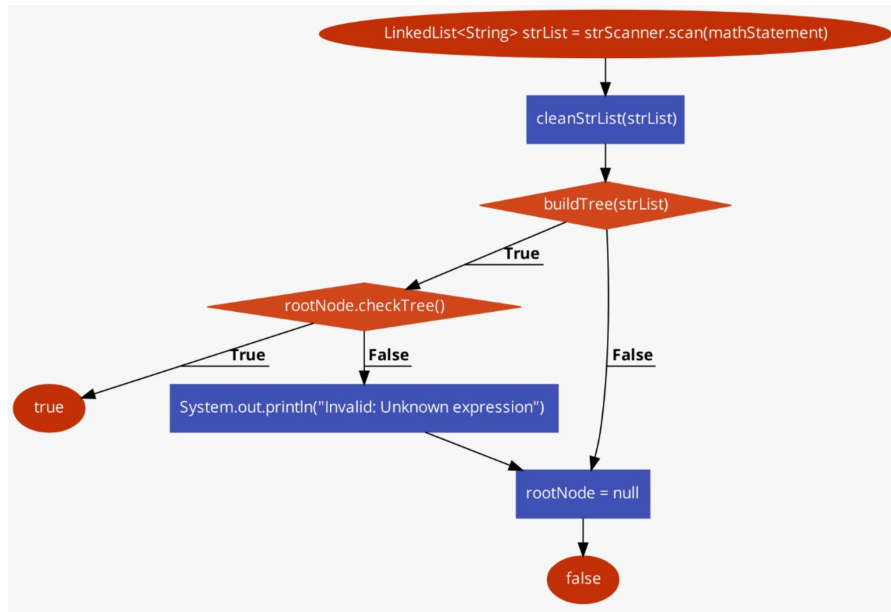 LinkedList<String> strList = strScanner.scan(mathStatement)
cleanStrList(strList)
buildTree(strList)
True
rootNode.checkTree()
True
False
False
true
System.out.println("Invalid: Unknown expression")
rootNode = null
false